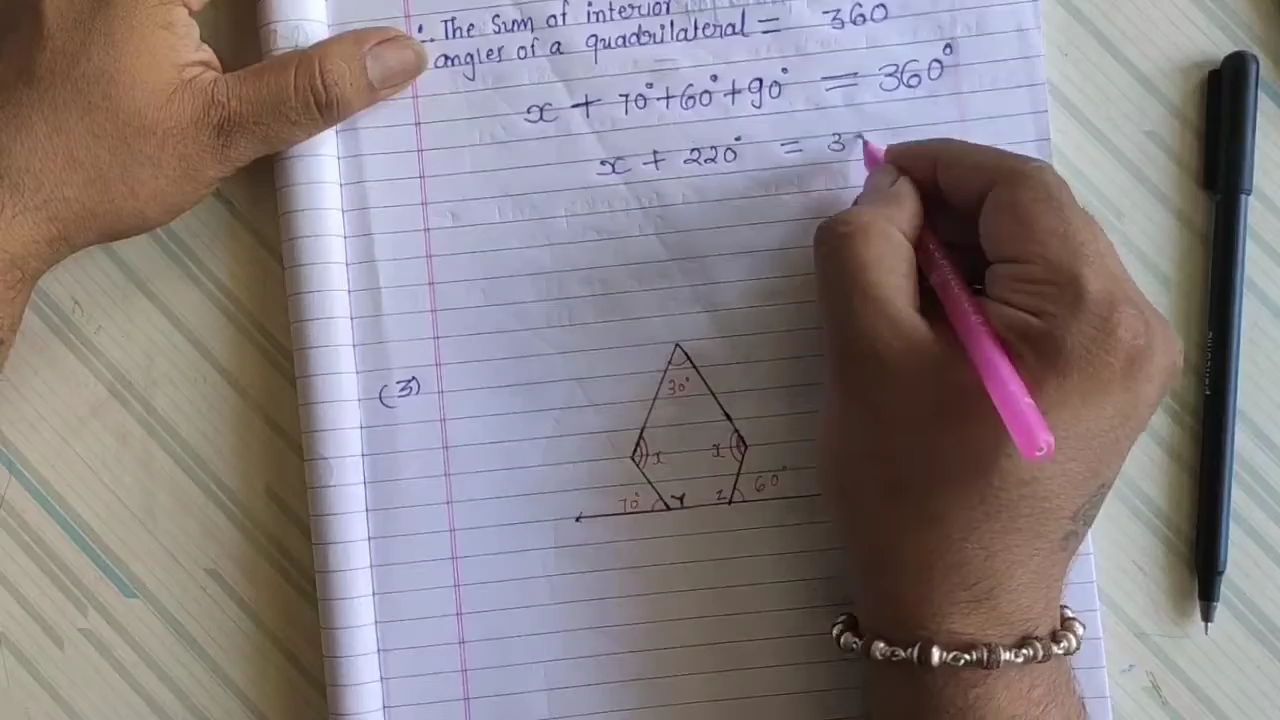 ∴ The Sum of interior
angles of a quadrilateral = 360
x + 70° + 60° + 90° = 360°
x + 220° = 3
(3)
30°
x
x
70°
Y
Z
60°